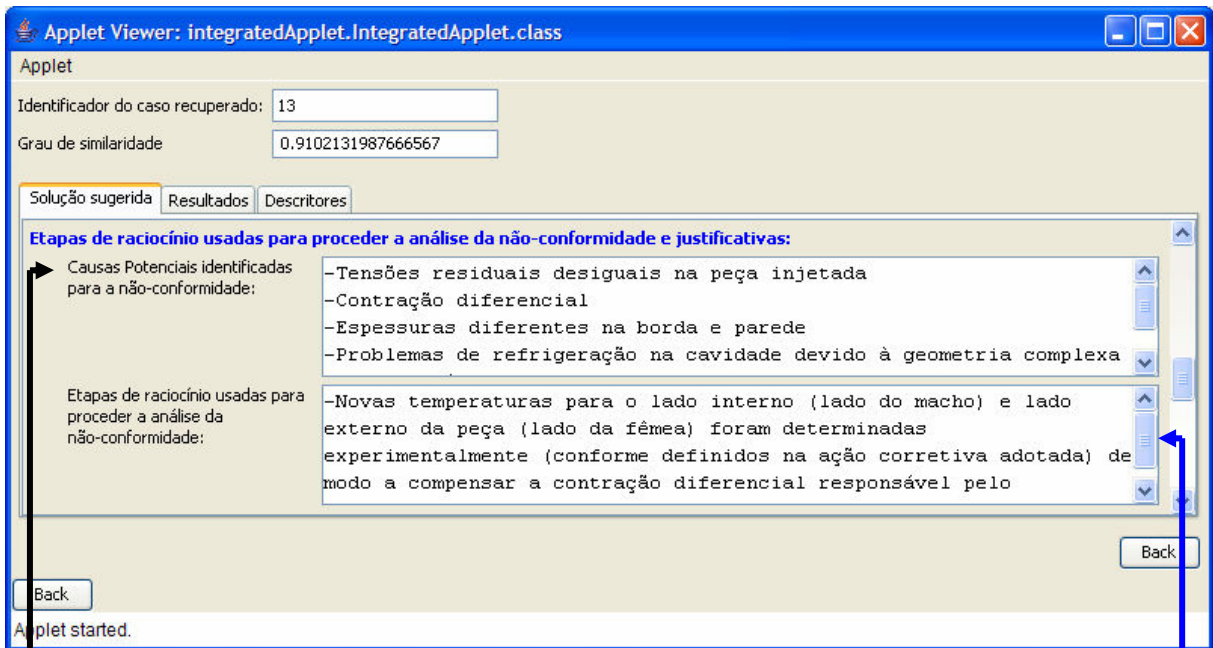 Applet Viewer: integratedApplet.IntegratedApplet.class
Applet
Identificador do caso recuperado: 13
Grau de similaridade 0.9102131987666567
Solução sugerida Resultados Descritores
Etapas de raciocínio usadas para proceder a análise da não-conformidade e justificativas:
Causas Potenciais identificadas
para a não-conformidade:
-Tensões residuais desiguais na peça injetada
-Contração diferencial
-Espessuras diferentes na borda e parede
-Problemas de refrigeração na cavidade devido à geometria complexa
Etapas de raciocínio usadas para
proceder a análise da
não-conformidade:
-Novas temperaturas para o lado interno (lado do macho) e lado
externo da peça (lado da fêmea) foram determinadas
experimentalmente (conforme definidos na ação corretiva adotada) de
modo a compensar a contração diferencial responsável pelo
Back
Back
Applet started.